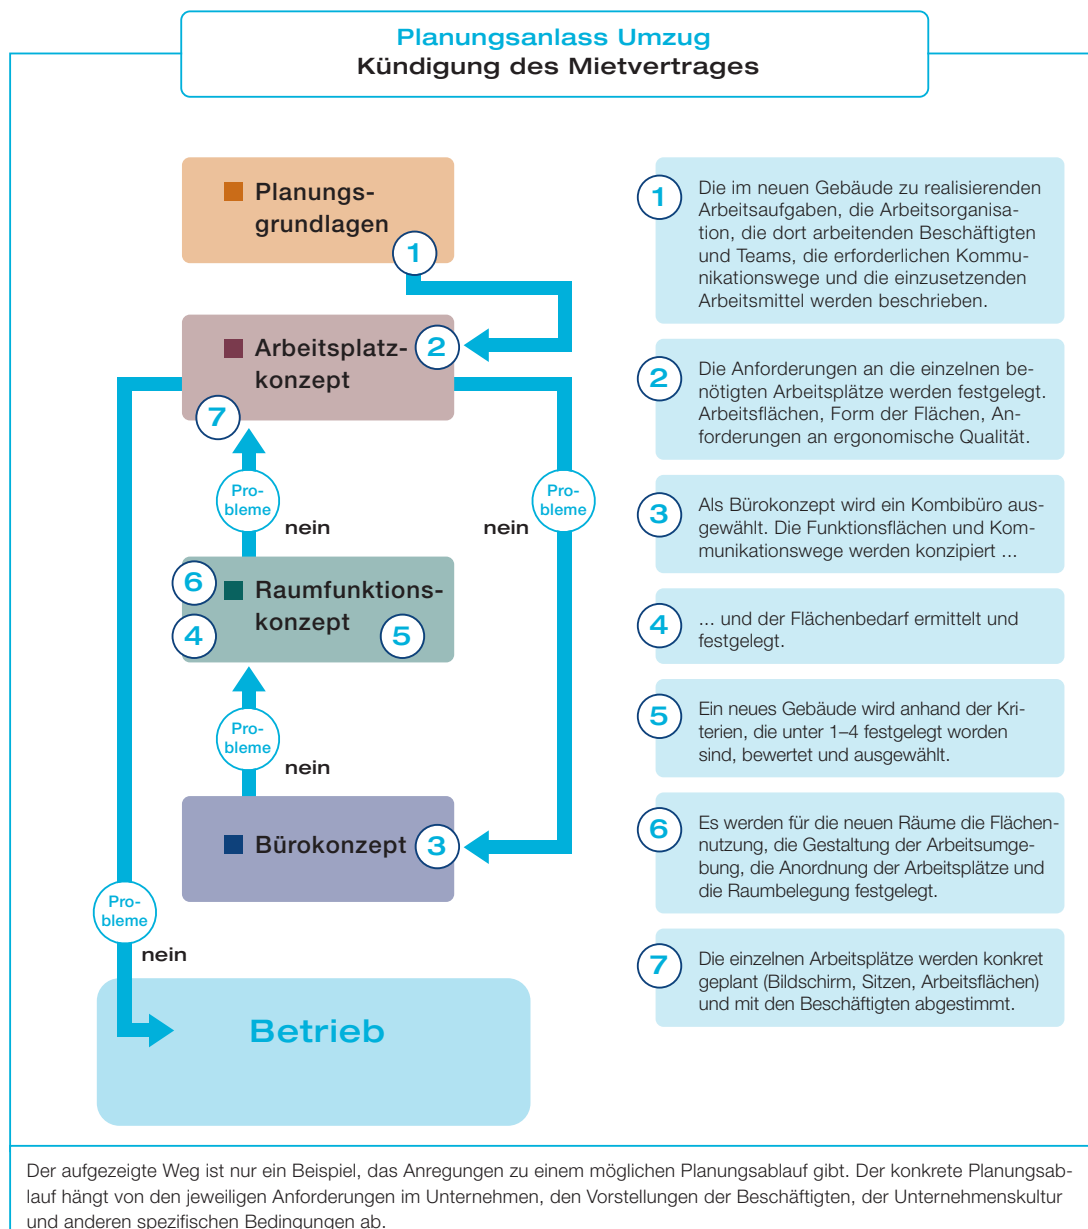 Planungsanlass Umzug
Kündigung des Mietvertrages
Planungs-
grundlagen
1
Arbeitsplatz-
konzept
2
7
Pro-
bleme
nein
nein
Pro-
bleme
6
Raumfunktions-
konzept
4
5
Pro-
bleme
nein
Bürokonzept
3
Pro-
bleme
nein
Betrieb
1
Die im neuen Gebäude zu realisierenden
Arbeitsaufgaben, die Arbeitsorganisa-
tion, die dort arbeitenden Beschäftigten
und Teams, die erforderlichen Kommu-
nikationswege und die einzusetzenden
Arbeitsmittel werden beschrieben.
2
Die Anforderungen an die einzelnen be-
nötigten Arbeitsplätze werden festgelegt.
Arbeitsflächen, Form der Flächen, An-
forderungen an ergonomische Qualität.
3
Als Bürokonzept wird ein Kombibüro aus-
gewählt. Die Funktionsflächen und Kom-
munikationswege werden konzipiert ...
4
... und der Flächenbedarf ermittelt und
festgelegt.
5
Ein neues Gebäude wird anhand der Kri-
terien, die unter 1–4 festgelegt worden
sind, bewertet und ausgewählt.
6
Es werden für die neuen Räume die Flächen-
nutzung, die Gestaltung der Arbeitsumge-
bung, die Anordnung der Arbeitsplätze und
die Raumbelegung festgelegt.
7
Die einzelnen Arbeitsplätze werden konkret
geplant (Bildschirm, Sitzen, Arbeitsflächen)
und mit den Beschäftigten abgestimmt.
Der aufgezeigte Weg ist nur ein Beispiel, das Anregungen zu einem möglichen Planungsablauf gibt. Der konkrete Planungsab-
lauf hängt von den jeweiligen Anforderungen im Unternehmen, den Vorstellungen der Beschäftigten, der Unternehmenskultur
und anderen spezifischen Bedingungen ab.